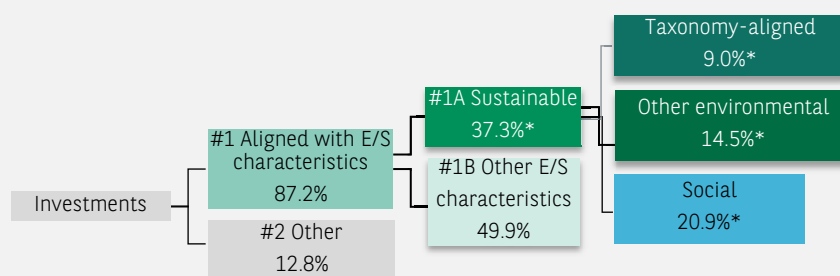 Investments
#1 Aligned with E/S
characteristics
87.2%
#2 Other
12.8%
#1A Sustainable
37.3%*
#1B Other E/S
characteristics
49.9%
Taxonomy-aligned
9.0%*
Other environmental
14.5%*
Social
20.9%*